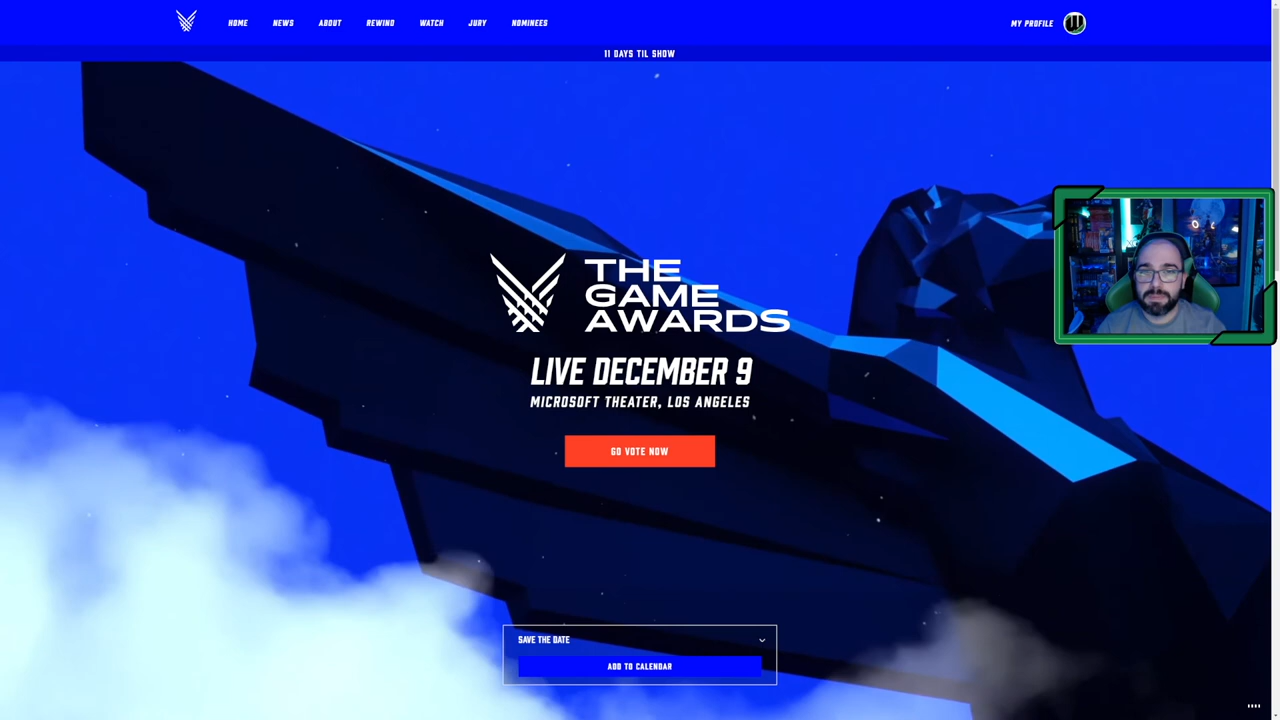 HOME
NEWS
ABOUT
REWIND
WATCH
JURY
NOMINEES
MY PROFILE
11 DAYS TIL SHOW
THE
GAME
AWARDS
LIVE DECEMBER 9
MICROSOFT THEATER, LOS ANGELES
GO VOTE NOW
SAVE THE DATE
ADD TO CALENDAR